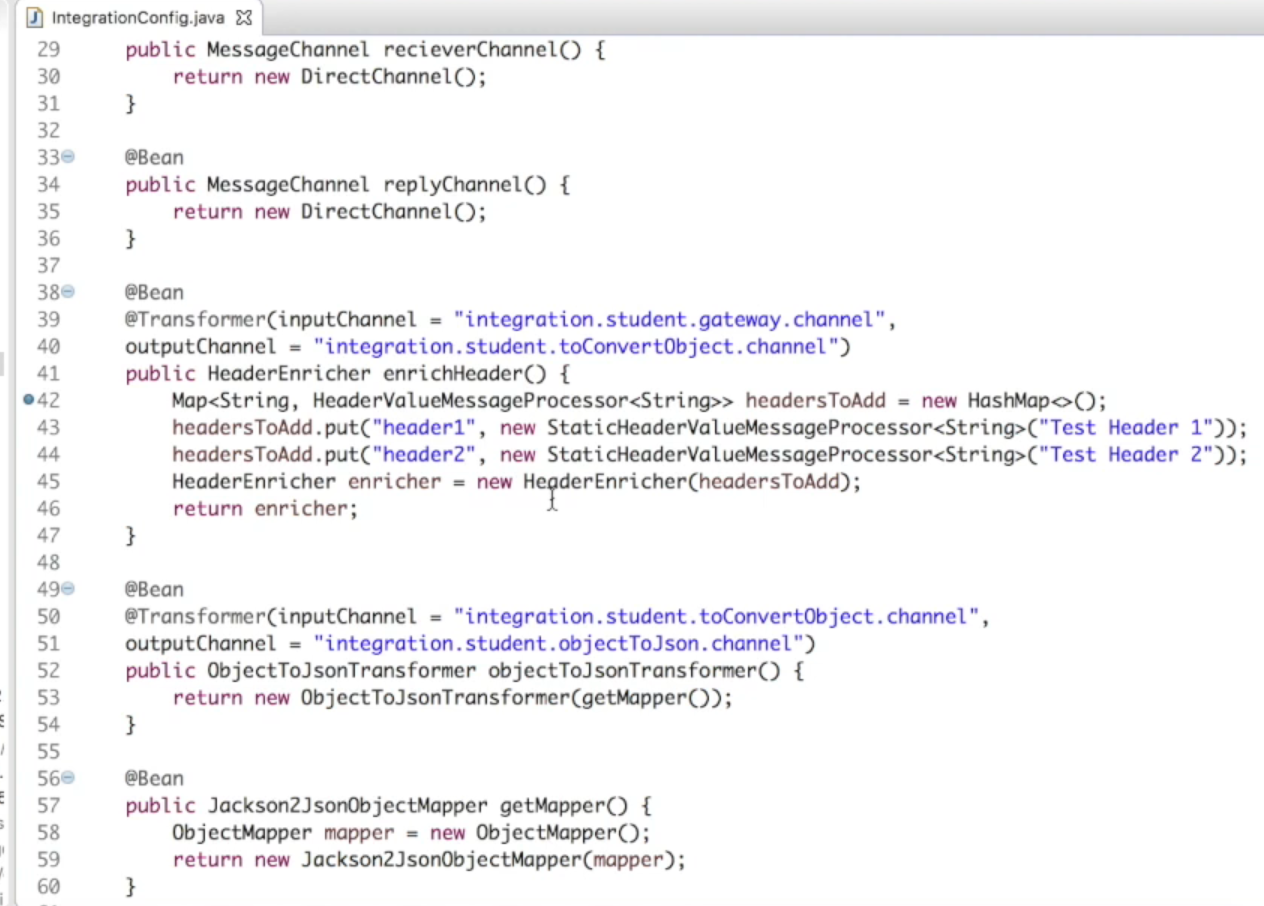 IntegrationConfig.java
29 public MessageChannel recieverChannel() {
30 return new DirectChannel();
31 }
32
33 @Bean
34 public MessageChannel replyChannel() {
35 return new DirectChannel();
36 }
37
38 @Bean
39 @Transformer(inputChannel = "integration.student.gateway.channel",
40 outputChannel = "integration.student.toConvertObject.channel")
41 public HeaderEnricher enrichHeader() {
42 Map<String, HeaderValueMessageProcessor<String>> headersToAdd = new HashMap<>();
43 headersToAdd.put("header1", new StaticHeaderValueMessageProcessor<String>("Test Header 1"));
44 headersToAdd.put("header2", new StaticHeaderValueMessageProcessor<String>("Test Header 2"));
45 HeaderEnricher enricher = new HeaderEnricher(headersToAdd);
46 return enricher;
47 }
48
49 @Bean
50 @Transformer(inputChannel = "integration.student.toConvertObject.channel",
51 outputChannel = "integration.student.objectToJson.channel")
52 public ObjectToJsonTransformer objectToJsonTransformer() {
53 return new ObjectToJsonTransformer(getMapper());
54 }
55
56 @Bean
57 public Jackson2JsonObjectMapper getMapper() {
58 ObjectMapper mapper = new ObjectMapper();
59 return new Jackson2JsonObjectMapper(mapper);
60 }